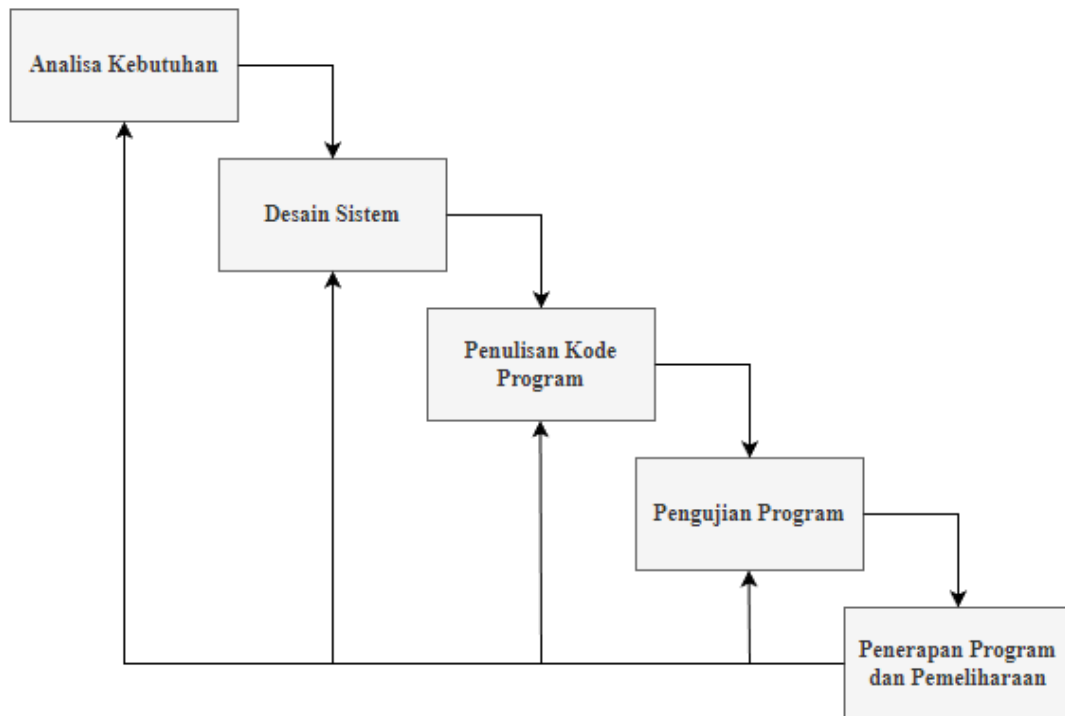 Analisa Kebutuhan
Desain Sistem
Penulisan Kode
Program
Pengujian Program
Penerapan Program
dan Pemeliharaan